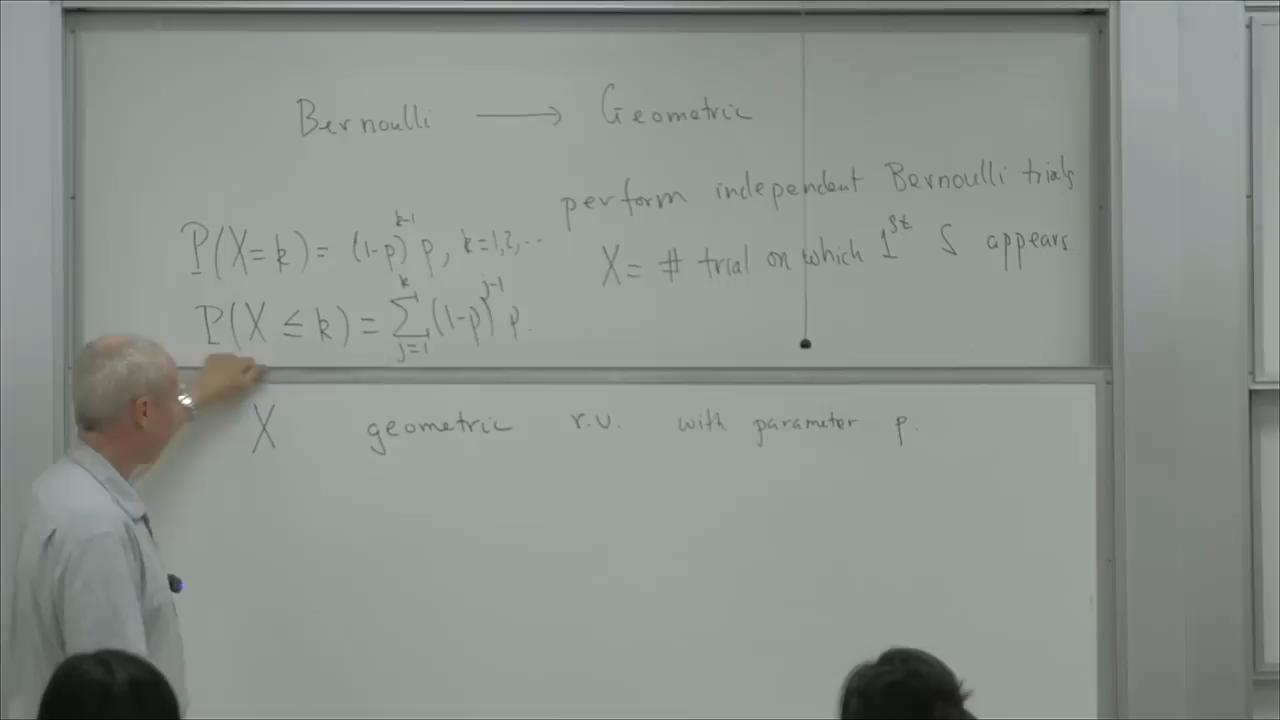 Bernoulli ⟶ Geometric
perform independent Bernoulli trials
X = # trial on which 1st S appears
P(X=k) = (1-p)^{k-1} p, k=1,2,...
P(X ≤ k) = \sum_{j=1}^{k} (1-p)^{j-1} p.
X geometric r.v. with parameter p.